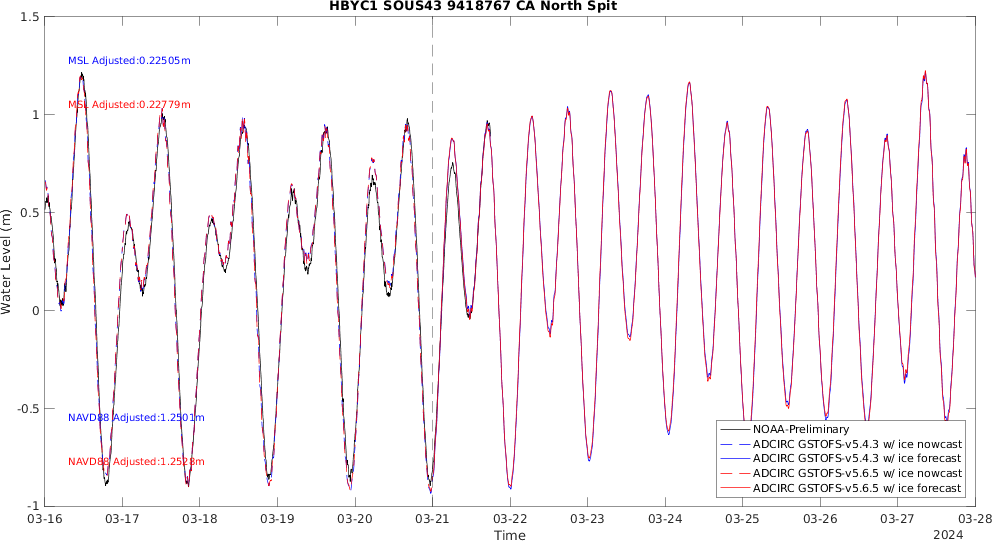 HBYC1 SOUS43 9418767 CA North Spit
1.5
MSL Adjusted:0.22505m
MSL Adjusted:0.22779m
1
0.5
Water Level (m)
0
-0.5
NAVD88 Adjusted:1.2501m
NAVD88 Adjusted:1.2528m
-1
NOAA-Preliminary
ADCIRC GSTOFS-v5.4.3 w/ ice nowcast
ADCIRC GSTOFS-v5.4.3 w/ ice forecast
ADCIRC GSTOFS-v5.6.5 w/ ice nowcast
ADCIRC GSTOFS-v5.6.5 w/ ice forecast
03-16 03-17 03-18 03-19 03-20 03-21 03-22 03-23 03-24 03-25 03-26 03-27 03-28
Time
2024